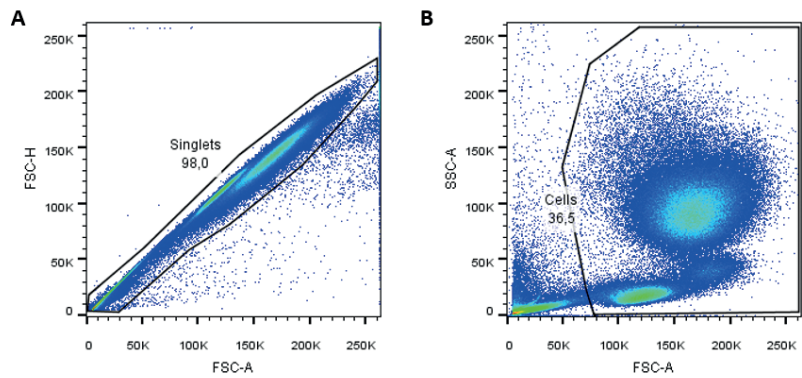 A
B
250K
200K
150K
100K
50K
0
FSC-H
Singlets
98,0
0
50K
100K
150K
200K
250K
FSC-A
250K
200K
150K
100K
50K
0
SSC-A
Cells
36,5
0
50K
100K
150K
200K
250K
FSC-A